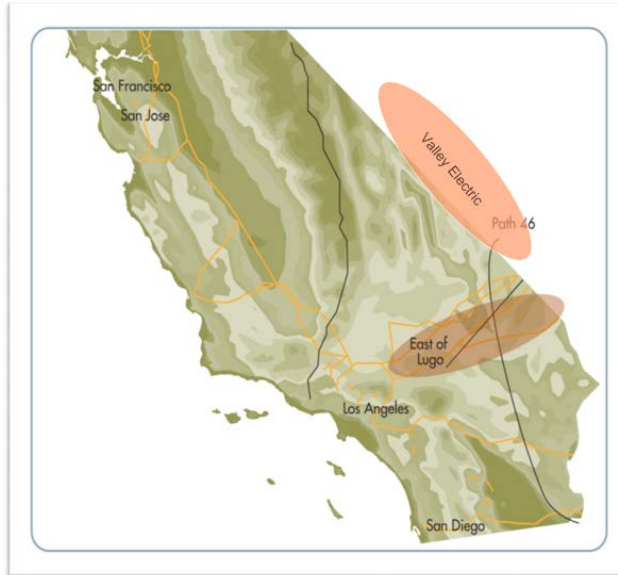 San Francisco
San Jose
Valley Electric
Path 46
East of
Lugo
Los Angeles
San Diego